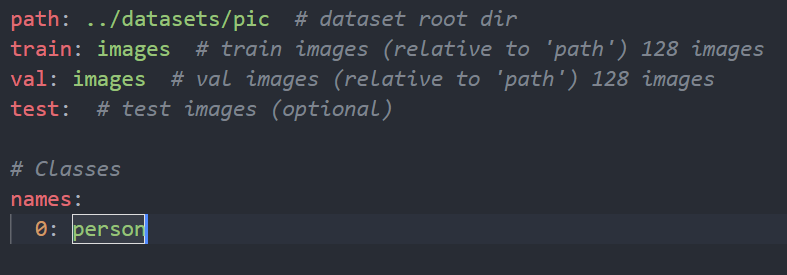 path: ../datasets/pic  # dataset root dir
train: images  # train images (relative to 'path') 128 images
val: images  # val images (relative to 'path') 128 images
test:  # test images (optional)
# Classes
names:
  0: person